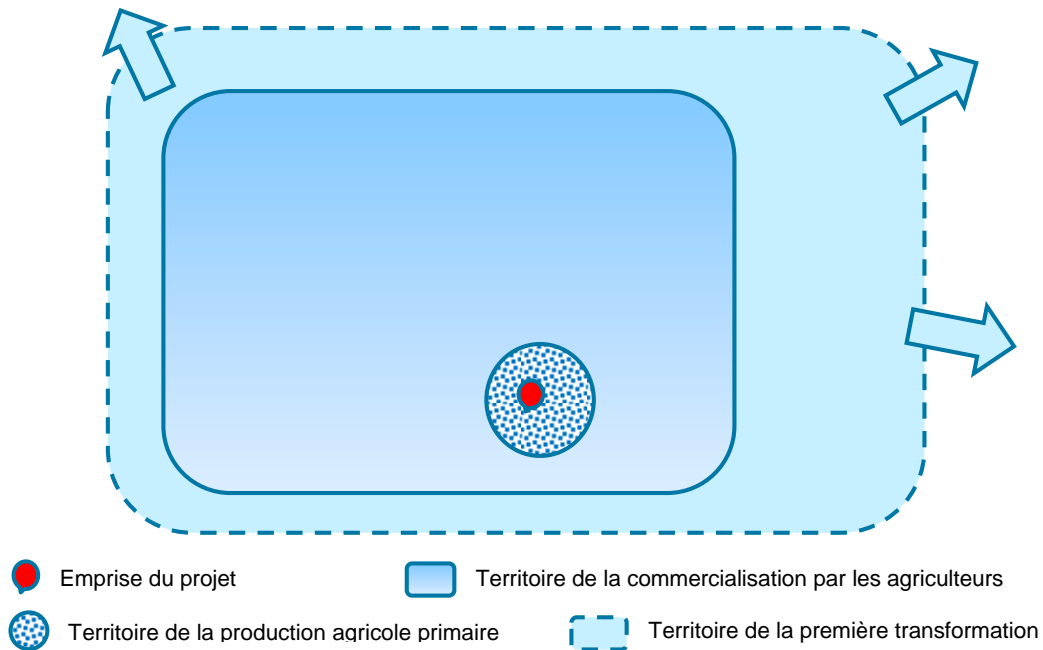 Emprise du projet
Territoire de la commercialisation par les agriculteurs
Territoire de la production agricole primaire
Territoire de la première transformation